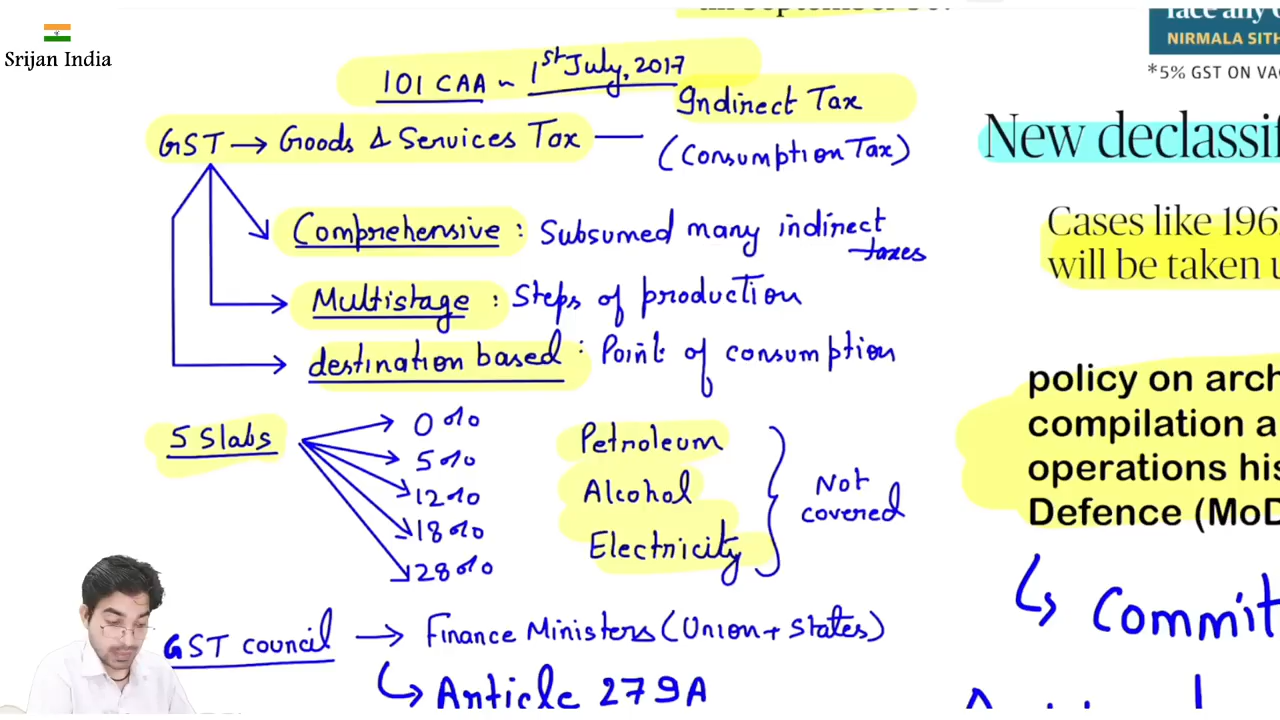 Srijan India
101 CAA ~ 1st July, 2017
Indirect Tax
GST → Goods & Services Tax —
(Consumption Tax)
Comprehensive : Subsumed many indirect
taxes
Multistage : Steps of production
destination based : Point of consumption
5 Slabs
0%
5%
12%
18%
28%
Petroleum
Alcohol
Electricity
Not
covered
GST council → Finance Ministers (Union + States)
Article 279A
face any
NIRMALA SITH
*5% GST ON VA
New declassif
Cases like 196
will be taken u
policy on arch
compilation a
operations his
Defence (MoD
Commit